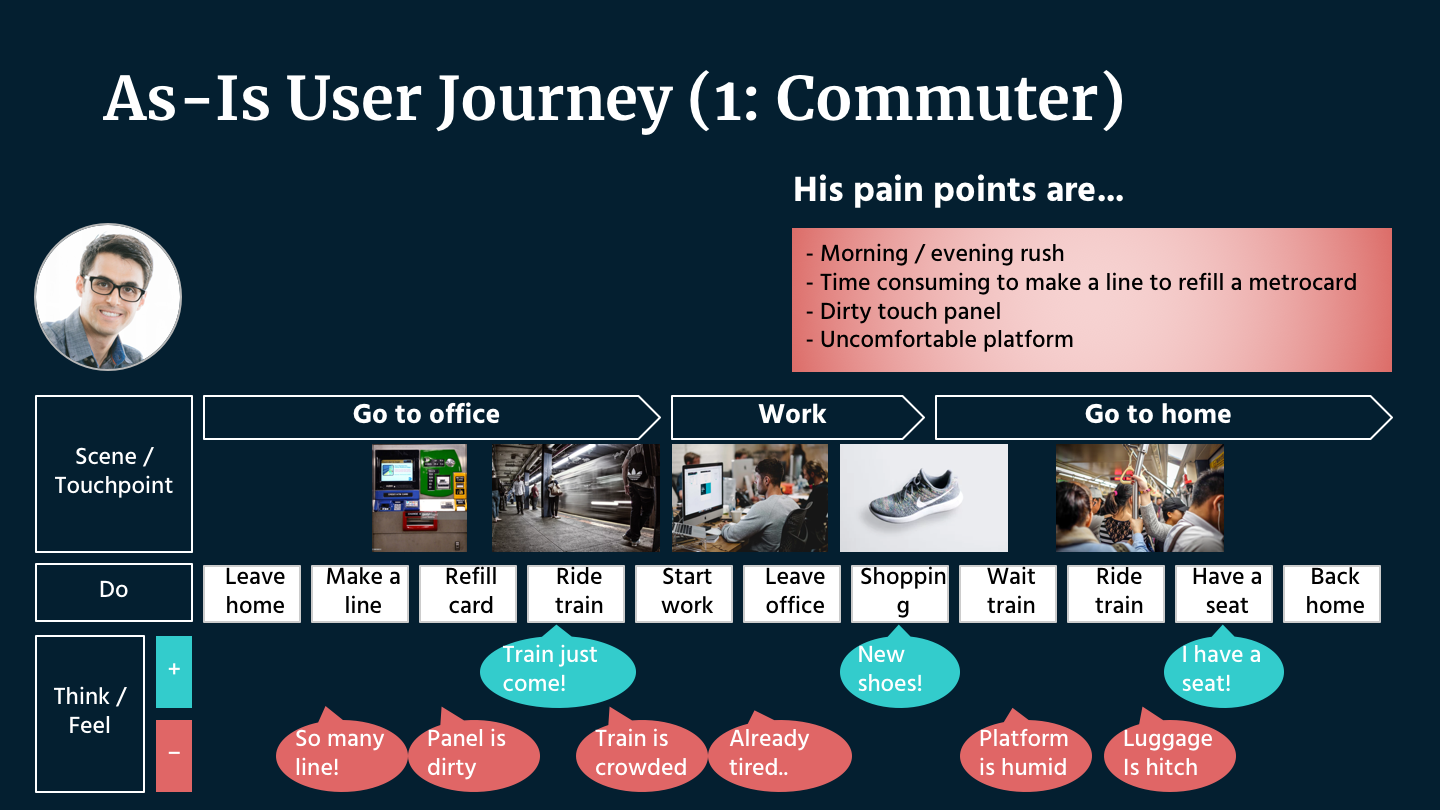 As-Is User Journey (1: Commuter)
His pain points are...
- Morning / evening rush
- Time consuming to make a line to refill a metrocard
- Dirty touch panel
- Uncomfortable platform
Scene /
Touchpoint
Go to office
Work
Go to home
Do
Leave
home
Make a
line
Refill
card
Ride
train
Start
work
Leave
office
Shoppin
g
Wait
train
Ride
train
Have a
seat
Back
home
Think /
Feel
+
Train just
come!
New
shoes!
I have a
seat!
–
So many
line!
Panel is
dirty
Train is
crowded
Already
tired..
Platform
is humid
Luggage
Is hitch